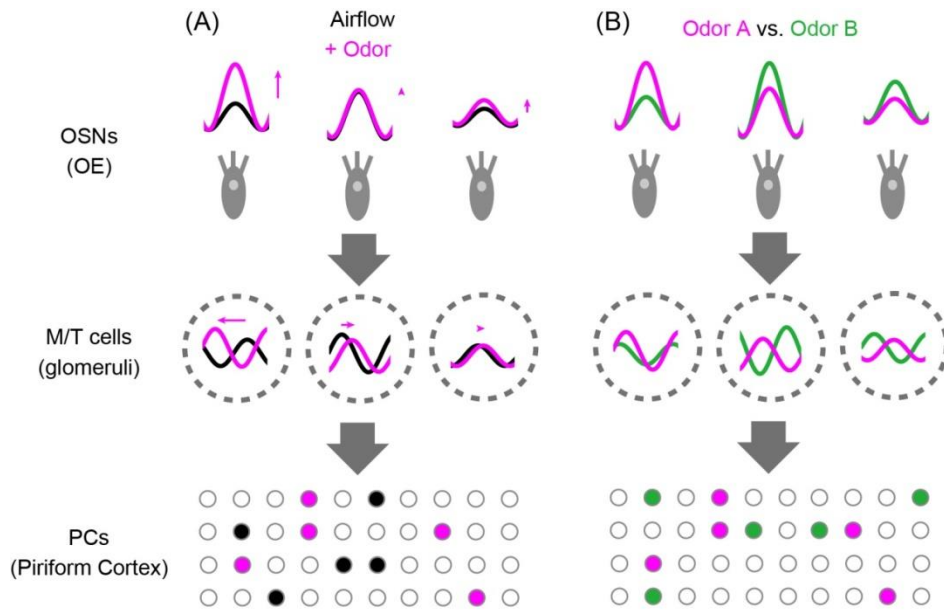 (A)
Airflow
+ Odor
(B)
Odor A vs. Odor B
OSNs
(OE)
M/T cells
(glomeruli)
PCs
(Piriform Cortex)